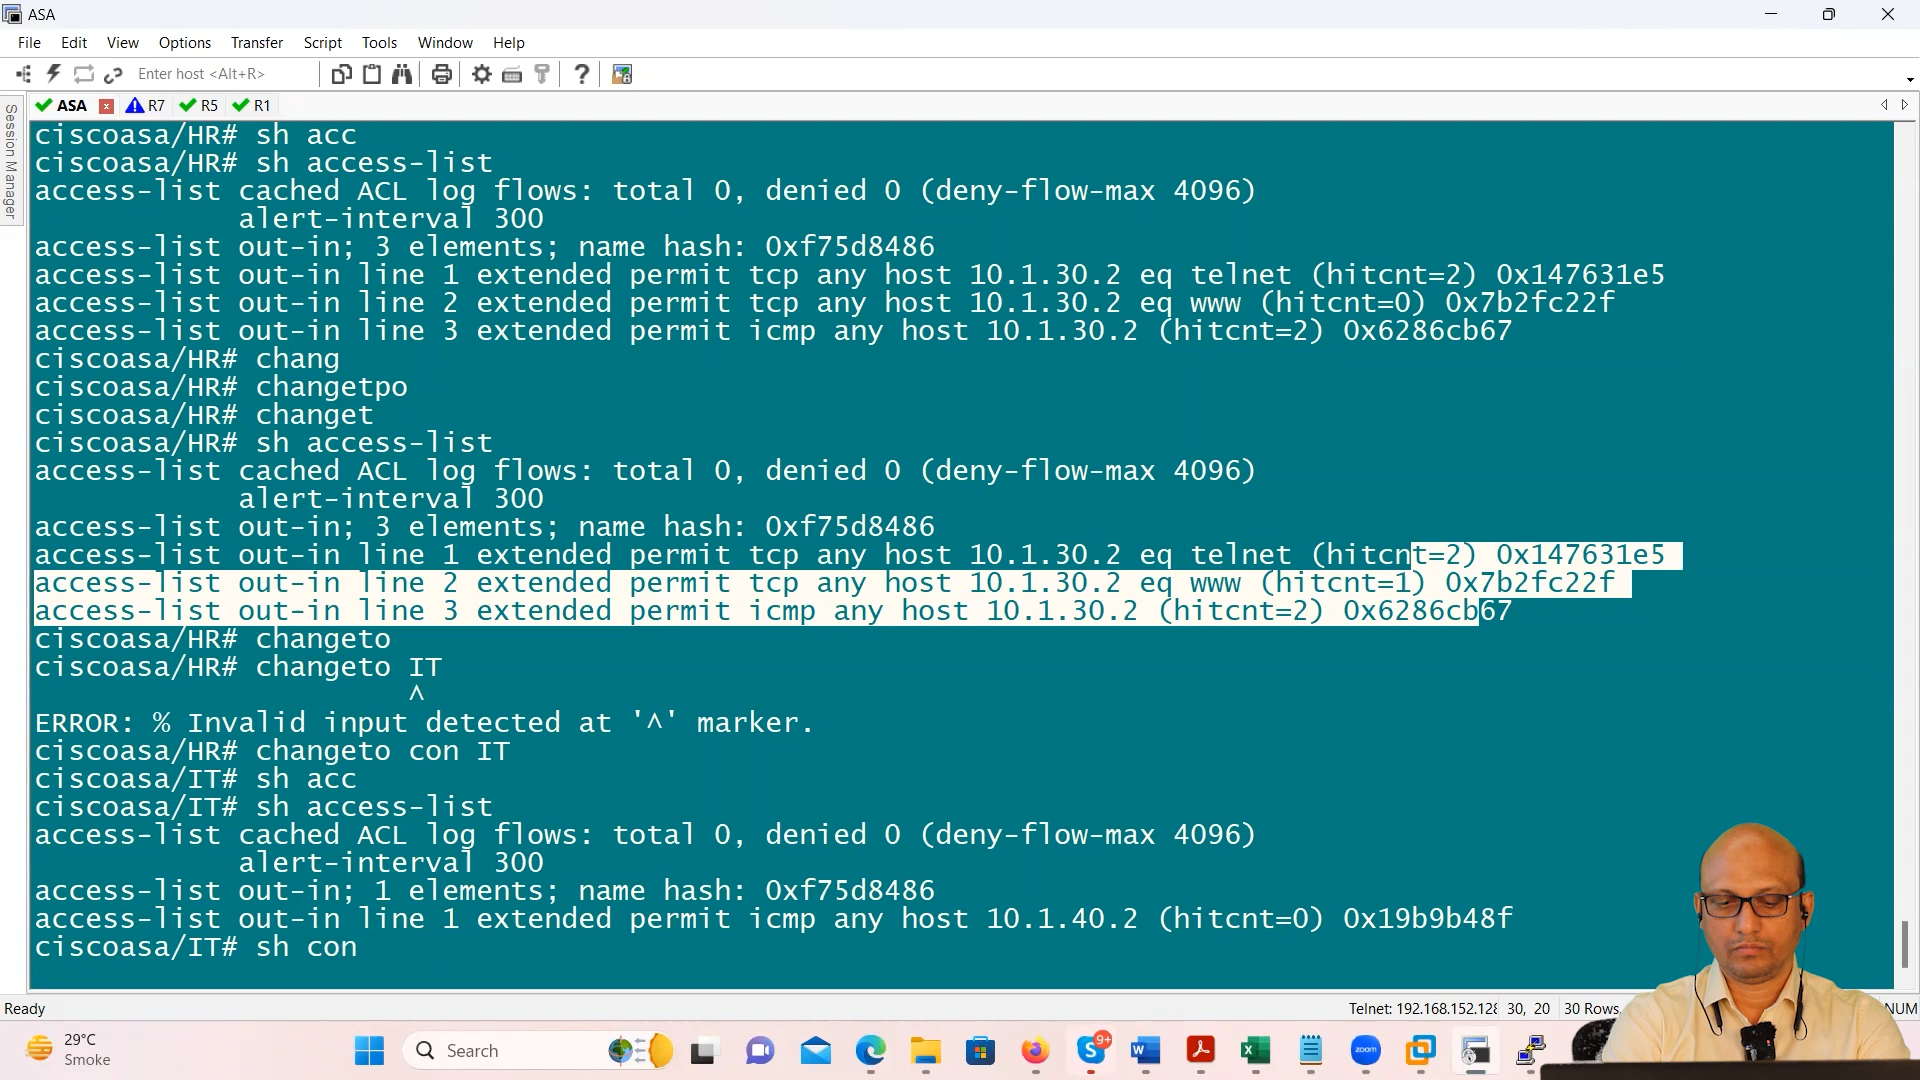 ASA
File Edit View Options Transfer Script Tools Window Help
Enter host <Alt+R>
Session Manager
ASA R7 R5 R1
ciscoasa/HR# sh acc
ciscoasa/HR# sh access-list
access-list cached ACL log flows: total 0, denied 0 (deny-flow-max 4096)
alert-interval 300
access-list out-in; 3 elements; name hash: 0xf75d8486
access-list out-in line 1 extended permit tcp any host 10.1.30.2 eq telnet (hitcnt=2) 0x147631e5
access-list out-in line 2 extended permit tcp any host 10.1.30.2 eq www (hitcnt=0) 0x7b2fc22f
access-list out-in line 3 extended permit icmp any host 10.1.30.2 (hitcnt=2) 0x6286cb67
ciscoasa/HR# chang
ciscoasa/HR# changetpo
ciscoasa/HR# changet
ciscoasa/HR# sh access-list
access-list cached ACL log flows: total 0, denied 0 (deny-flow-max 4096)
alert-interval 300
access-list out-in; 3 elements; name hash: 0xf75d8486
access-list out-in line 1 extended permit tcp any host 10.1.30.2 eq telnet (hitcnt=2) 0x147631e5
access-list out-in line 2 extended permit tcp any host 10.1.30.2 eq www (hitcnt=1) 0x7b2fc22f
access-list out-in line 3 extended permit icmp any host 10.1.30.2 (hitcnt=2) 0x6286cb67
ciscoasa/HR# changeto
ciscoasa/HR# changeto IT
^
ERROR: % Invalid input detected at '^' marker.
ciscoasa/HR# changeto con IT
ciscoasa/IT# sh acc
ciscoasa/IT# sh access-list
access-list cached ACL log flows: total 0, denied 0 (deny-flow-max 4096)
alert-interval 300
access-list out-in; 1 elements; name hash: 0xf75d8486
access-list out-in line 1 extended permit icmp any host 10.1.40.2 (hitcnt=0) 0x19b9b48f
ciscoasa/IT# sh con
Ready Telnet: 192.168.152.128 30, 20 30 Rows, NUM
29°C
Smoke
Search
9+
zoom